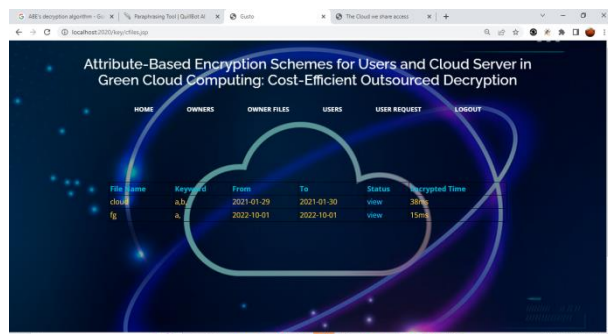 ABE's decryption algorithm - Go
Paraphrasing Tool | QuillBot AI
Gusto
The Cloud we share access
localhost:2020/key/cfiles.jsp
Attribute-Based Encryption Schemes for Users and Cloud Server in
Green Cloud Computing: Cost-Efficient Outsourced Decryption
HOME OWNERS OWNER FILES USERS USER REQUEST LOGOUT
File Name Keyword From To Status Encrypted Time
cloud a,b, 2021-01-29 2021-01-30 view 38ms
fg a, 2022-10-01 2022-10-01 view 15ms